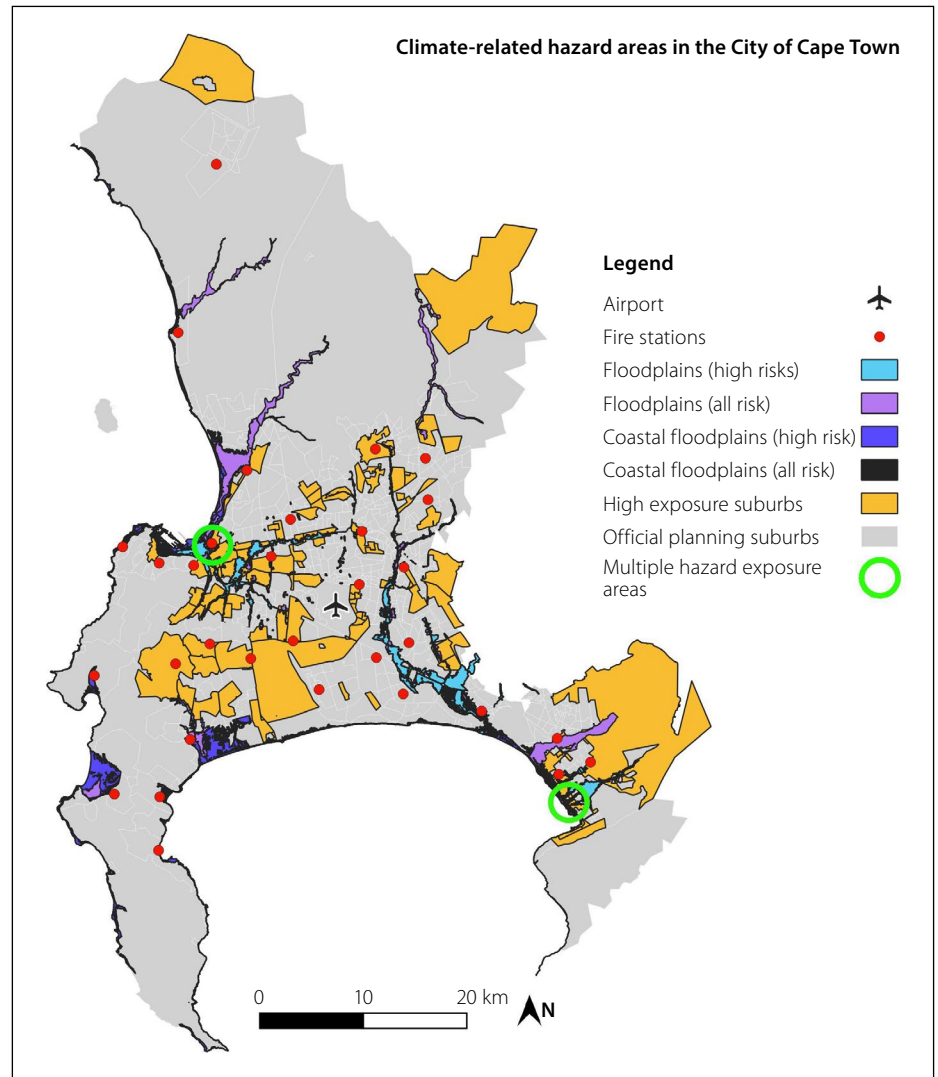 Climate-related hazard areas in the City of Cape Town
Legend
Airport
Fire stations
Floodplains (high risks)
Floodplains (all risk)
Coastal floodplains (high risk)
Coastal floodplains (all risk)
High exposure suburbs
Official planning suburbs
Multiple hazard exposure
areas
0 10 20 km
N